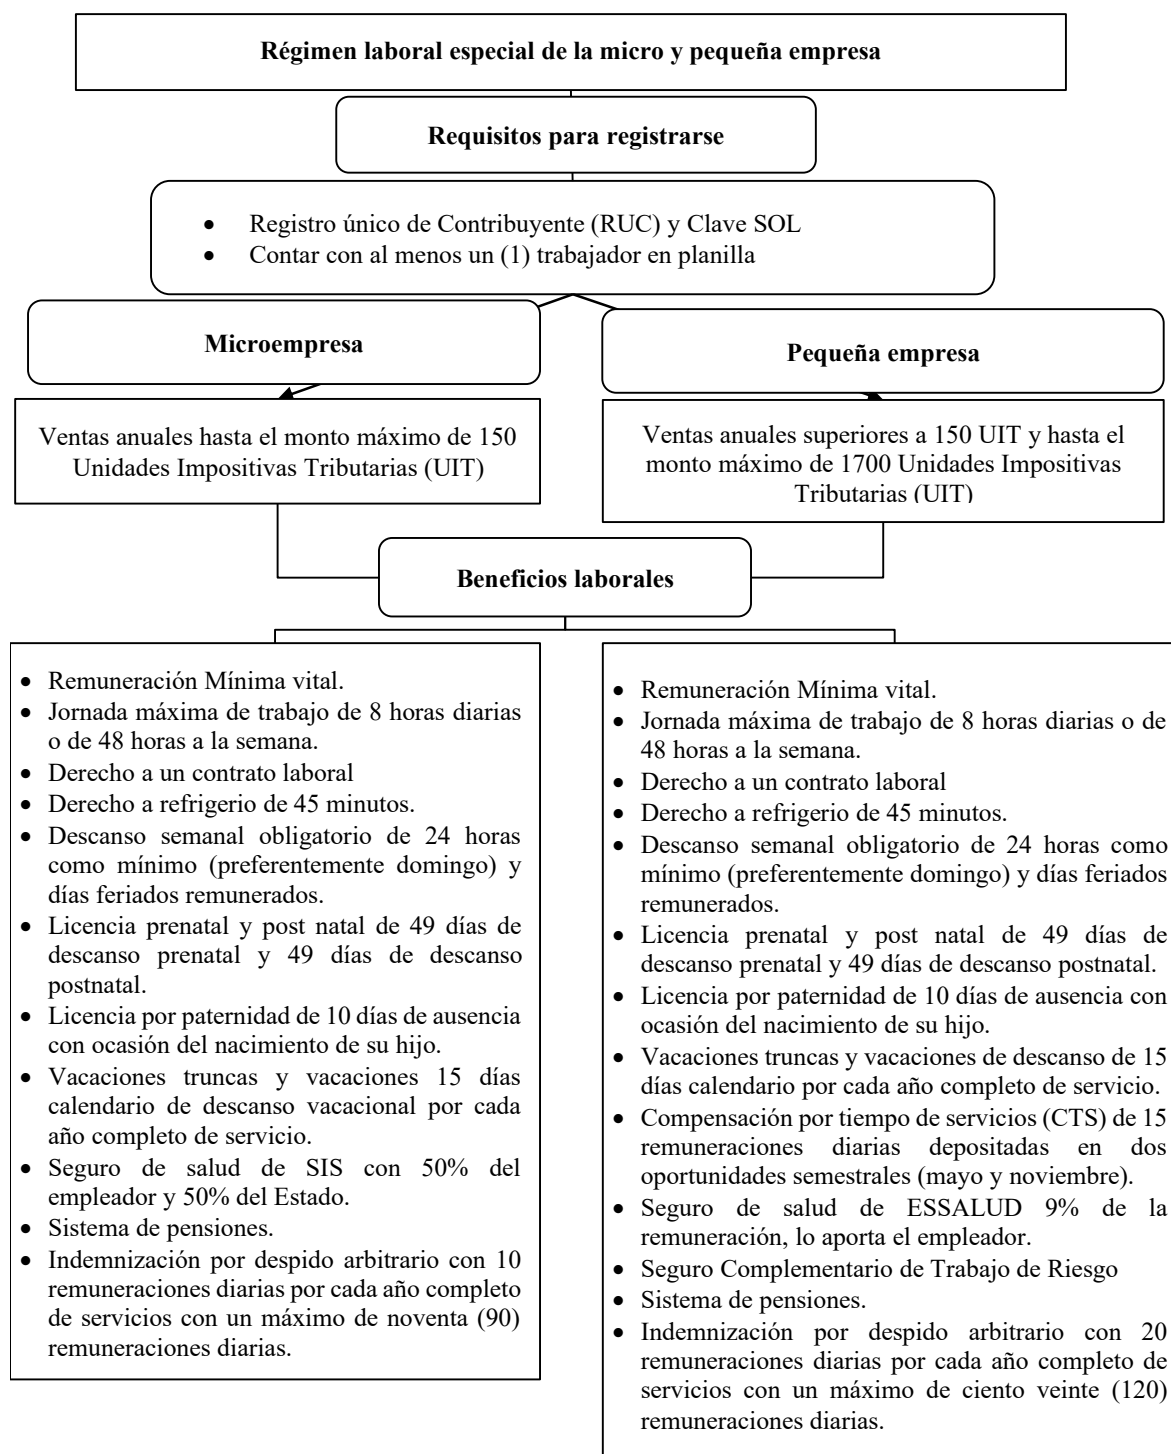 Régimen laboral especial de la micro y pequeña empresa
Requisitos para registrarse
• Registro único de Contribuyente (RUC) y Clave SOL
• Contar con al menos un (1) trabajador en planilla
Microempresa
Pequeña empresa
Ventas anuales hasta el monto máximo de 150
Unidades Impositivas Tributarias (UIT)
Ventas anuales superiores a 150 UIT y hasta el
monto máximo de 1700 Unidades Impositivas
Tributarias (UIT)
Beneficios laborales
• Remuneración Mínima vital.
• Jornada máxima de trabajo de 8 horas diarias
o de 48 horas a la semana.
• Derecho a un contrato laboral
• Derecho a refrigerio de 45 minutos.
• Descanso semanal obligatorio de 24 horas
como mínimo (preferentemente domingo) y
días feriados remunerados.
• Licencia prenatal y post natal de 49 días de
descanso prenatal y 49 días de descanso
postnatal.
• Licencia por paternidad de 10 días de ausencia
con ocasión del nacimiento de su hijo.
• Vacaciones truncas y vacaciones 15 días
calendario de descanso vacacional por cada
año completo de servicio.
• Seguro de salud de SIS con 50% del
empleador y 50% del Estado.
• Sistema de pensiones.
• Indemnización por despido arbitrario con 10
remuneraciones diarias por cada año completo
de servicios con un máximo de noventa (90)
remuneraciones diarias.
• Remuneración Mínima vital.
• Jornada máxima de trabajo de 8 horas diarias o de
48 horas a la semana.
• Derecho a un contrato laboral
• Derecho a refrigerio de 45 minutos.
• Descanso semanal obligatorio de 24 horas como
mínimo (preferentemente domingo) y días feriados
remunerados.
• Licencia prenatal y post natal de 49 días de
descanso prenatal y 49 días de descanso postnatal.
• Licencia por paternidad de 10 días de ausencia con
ocasión del nacimiento de su hijo.
• Vacaciones truncas y vacaciones de descanso de 15
días calendario por cada año completo de servicio.
• Compensación por tiempo de servicios (CTS) de 15
remuneraciones diarias depositadas en dos
oportunidades semestrales (mayo y noviembre).
• Seguro de salud de ESSALUD 9% de la
remuneración, lo aporta el empleador.
• Seguro Complementario de Trabajo de Riesgo
• Sistema de pensiones.
• Indemnización por despido arbitrario con 20
remuneraciones diarias por cada año completo de
servicios con un máximo de ciento veinte (120)
remuneraciones diarias.